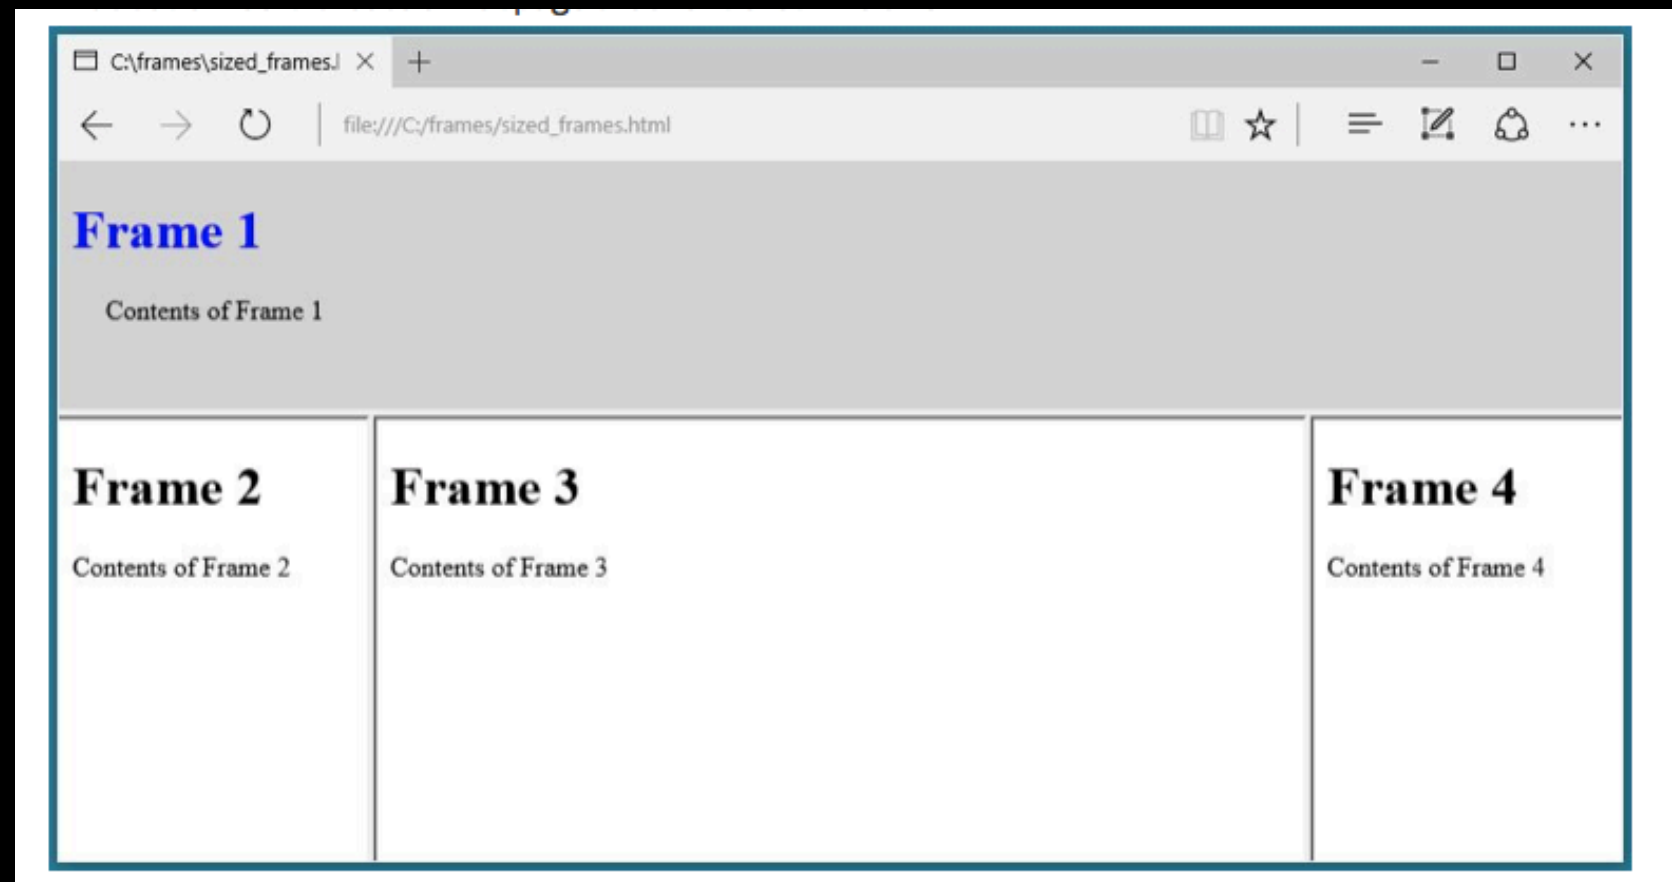 C:\frames\sized_frames.
file:///C:/frames/sized_frames.html
Frame 1
Contents of Frame 1
Frame 2
Contents of Frame 2
Frame 3
Contents of Frame 3
Frame 4
Contents of Frame 4